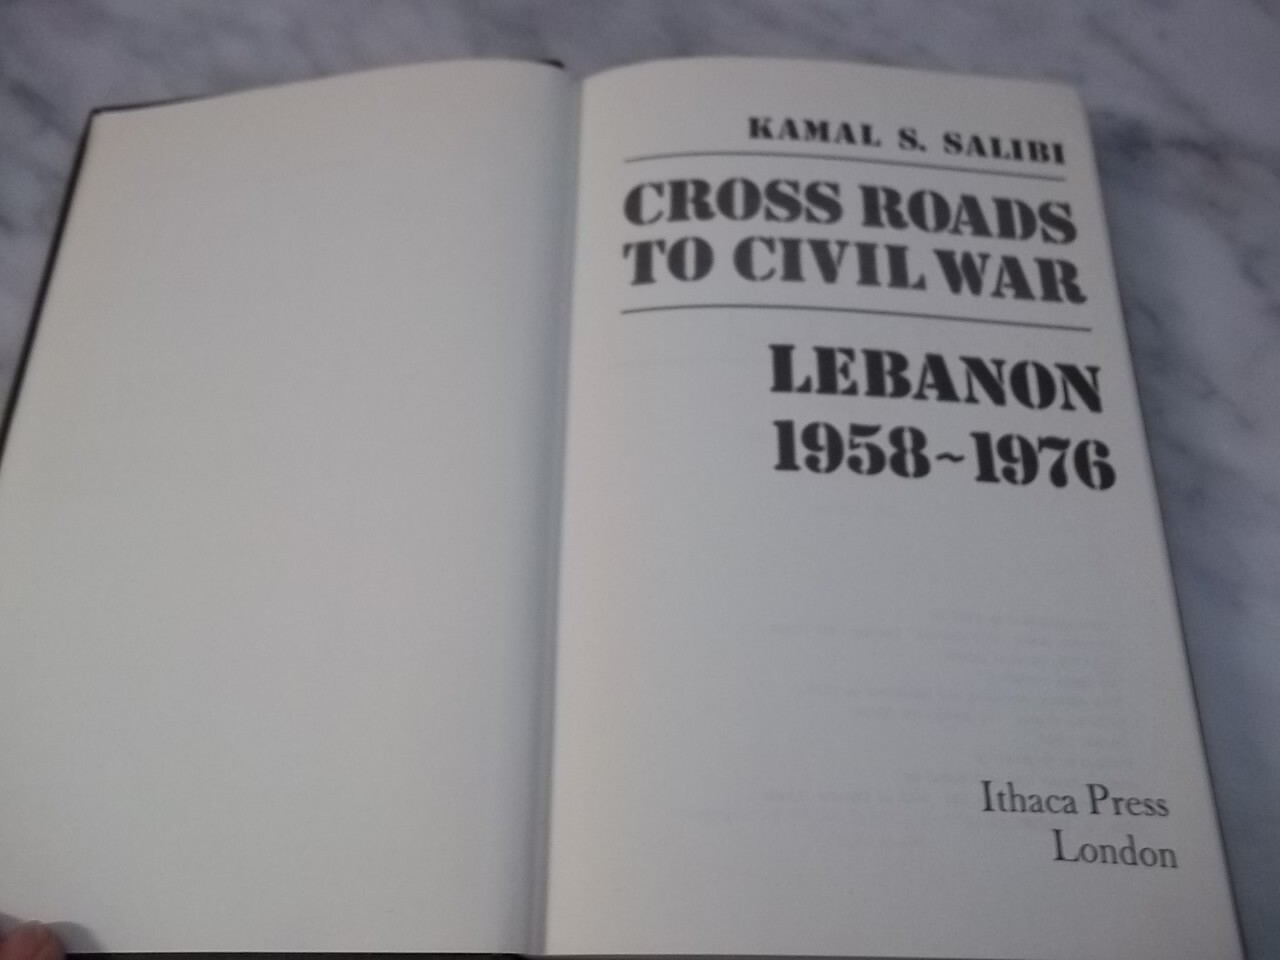 KAMAL S. SALIBI
CROSS ROADS
TO CIVIL WAR
LEBANON
1958~1976
Ithaca Press
London